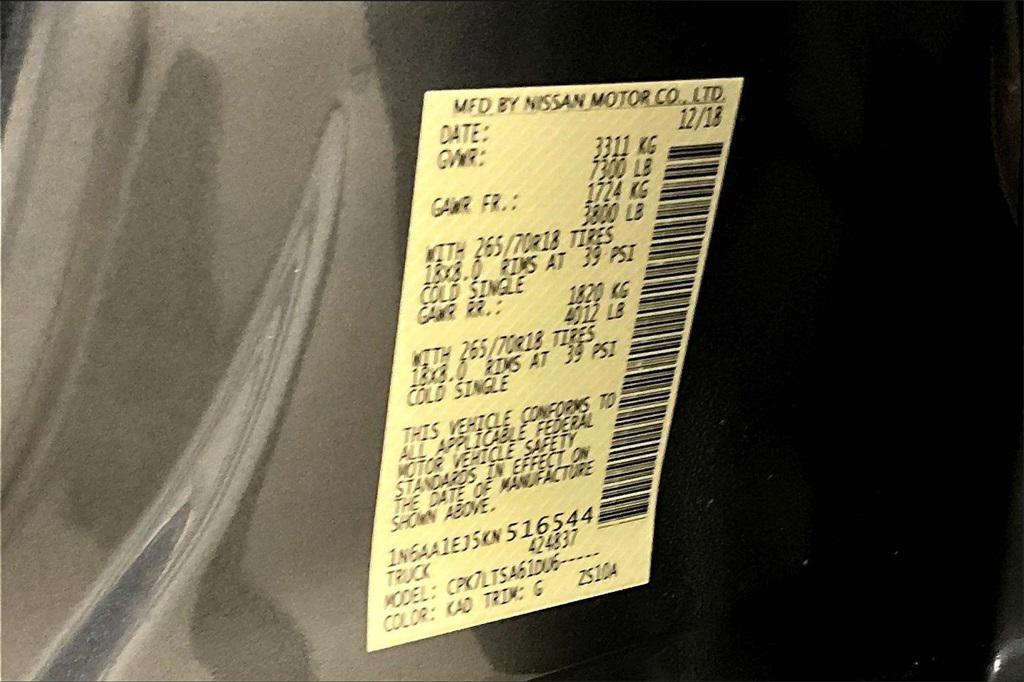 MFD BY NISSAN MOTOR CO., LTD.
DATE: 12/18
GVWR: 3311 KG
7300 LB
GAWR FR.: 1724 KG
3800 LB
WITH 265/70R18 TIRES
18X8.0 RIMS AT 39 PSI
COLD SINGLE
GAWR RR.: 1820 KG
4012 LB
WITH 265/70R18 TIRES
18X8.0 RIMS AT 39 PSI
COLD SINGLE
THIS VEHICLE CONFORMS TO
ALL APPLICABLE FEDERAL
MOTOR VEHICLE SAFETY
STANDARDS IN EFFECT ON
THE DATE OF MANUFACTURE
SHOWN ABOVE.
1N6AA1EJ5KN516544
TRUCK 424837
MODEL: CPK7LTSA61DU6-----
COLOR: KAD TRIM: G ZS10A